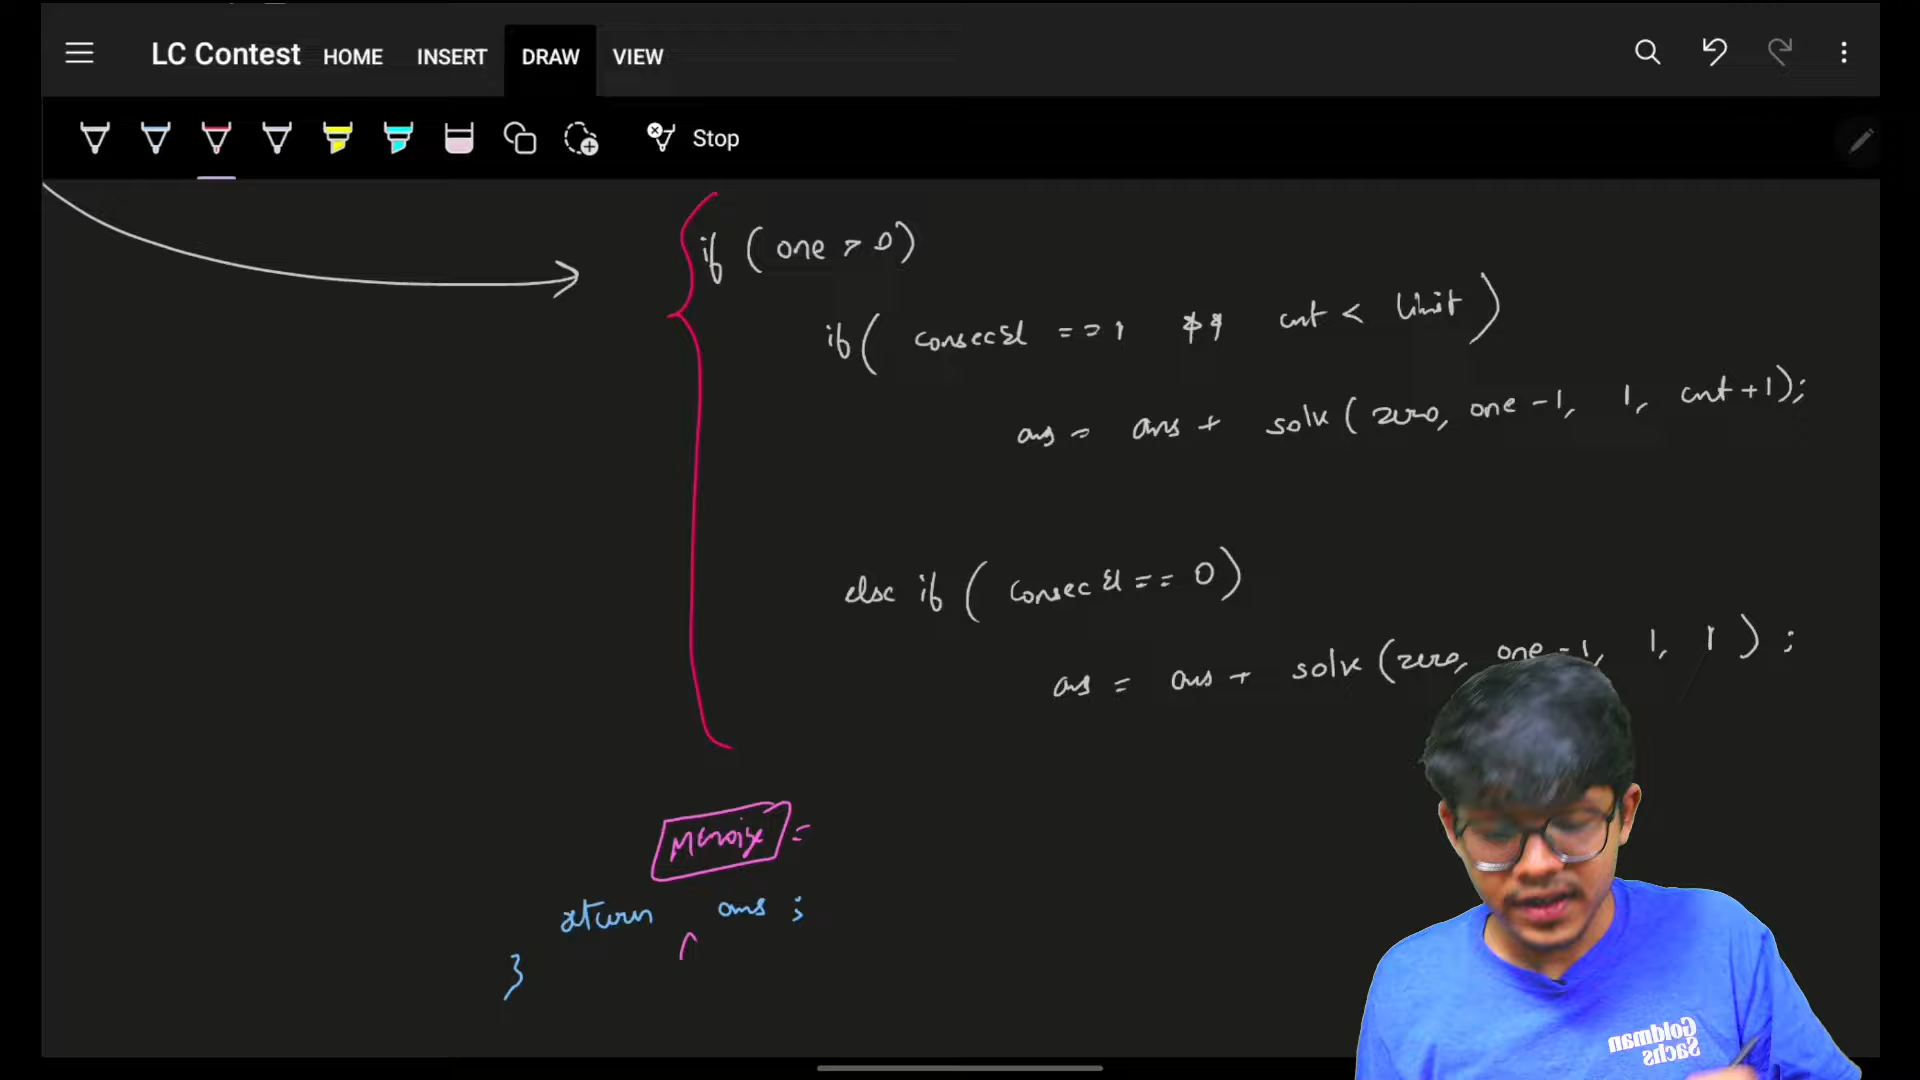 LC Contest HOME INSERT DRAW VIEW
Stop
if (one > 0)
if( consecEl == 1 && cnt < limit)
ans = ans + solve(zero, one-1, 1, cnt+1);
else if (consecEl == 0)
ans = ans + solve(zero, one-1, 1, 1);
Memoize =
return ans;
}
Goldman
Sachs